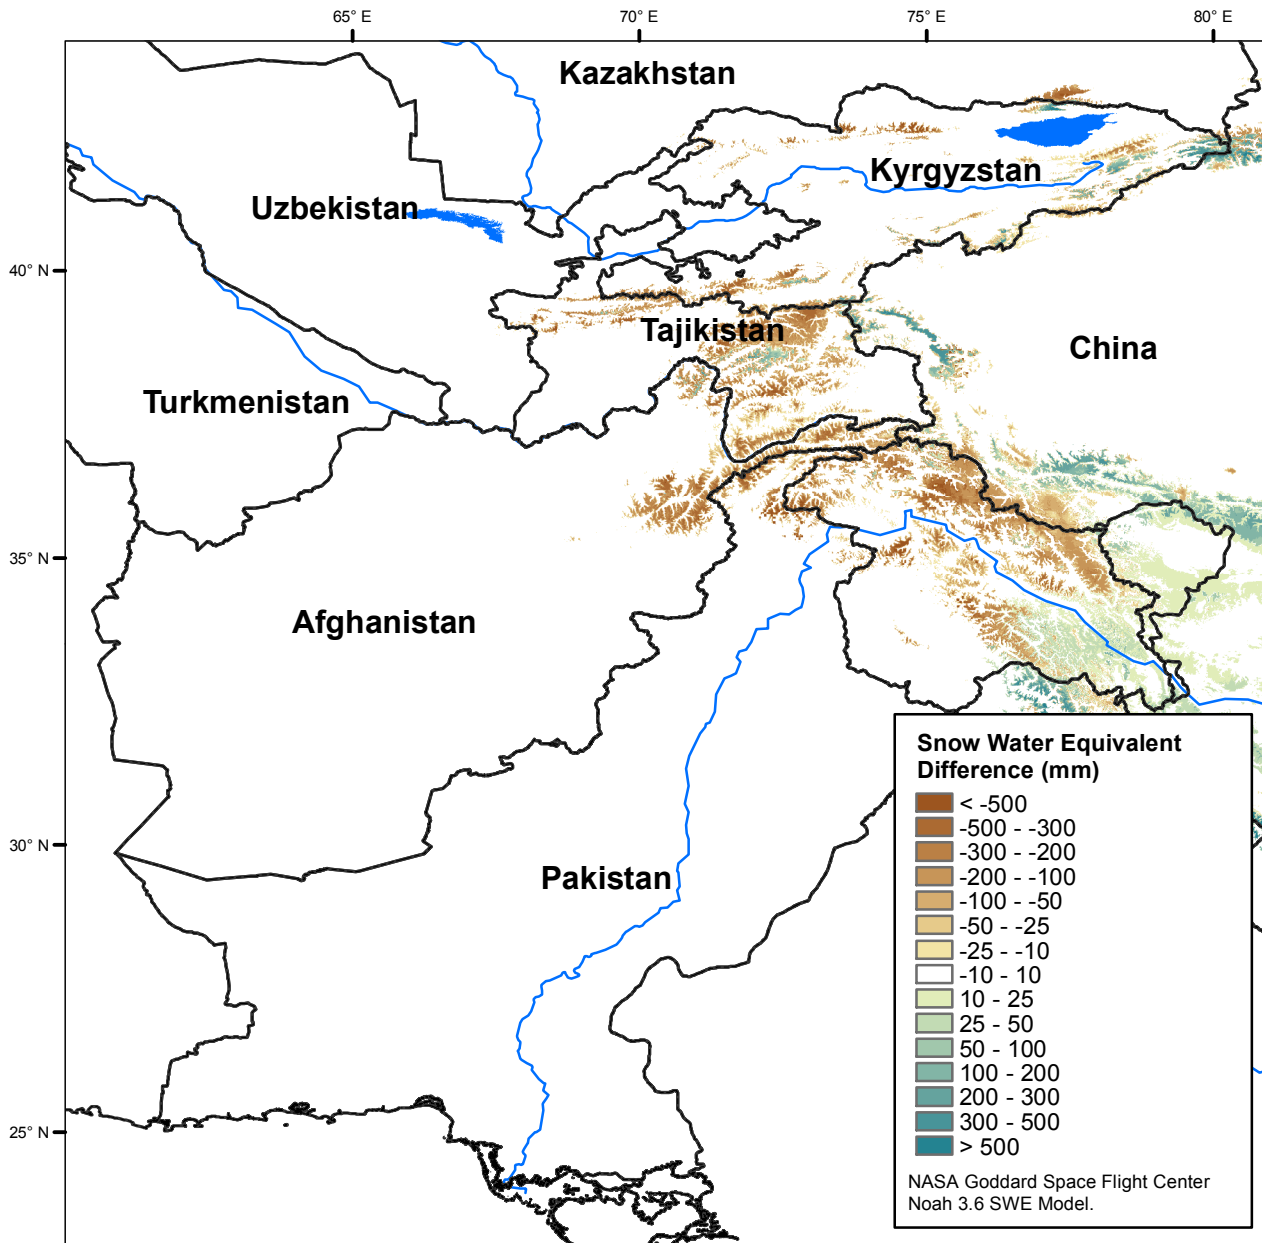 65° E
70° E
75° E
80° E
Kazakhstan
Kyrgyzstan
Uzbekistan
40° N
Tajikistan
China
Turkmenistan
35° N
Afghanistan
Snow Water Equivalent
Difference (mm)
< -500
-500 - -300
-300 - -200
-200 - -100
-100 - -50
-50 - -25
-25 - -10
-10 - 10
10 - 25
25 - 50
50 - 100
100 - 200
200 - 300
300 - 500
> 500
30° N
Pakistan
25° N
NASA Goddard Space Flight Center
Noah 3.6 SWE Model.